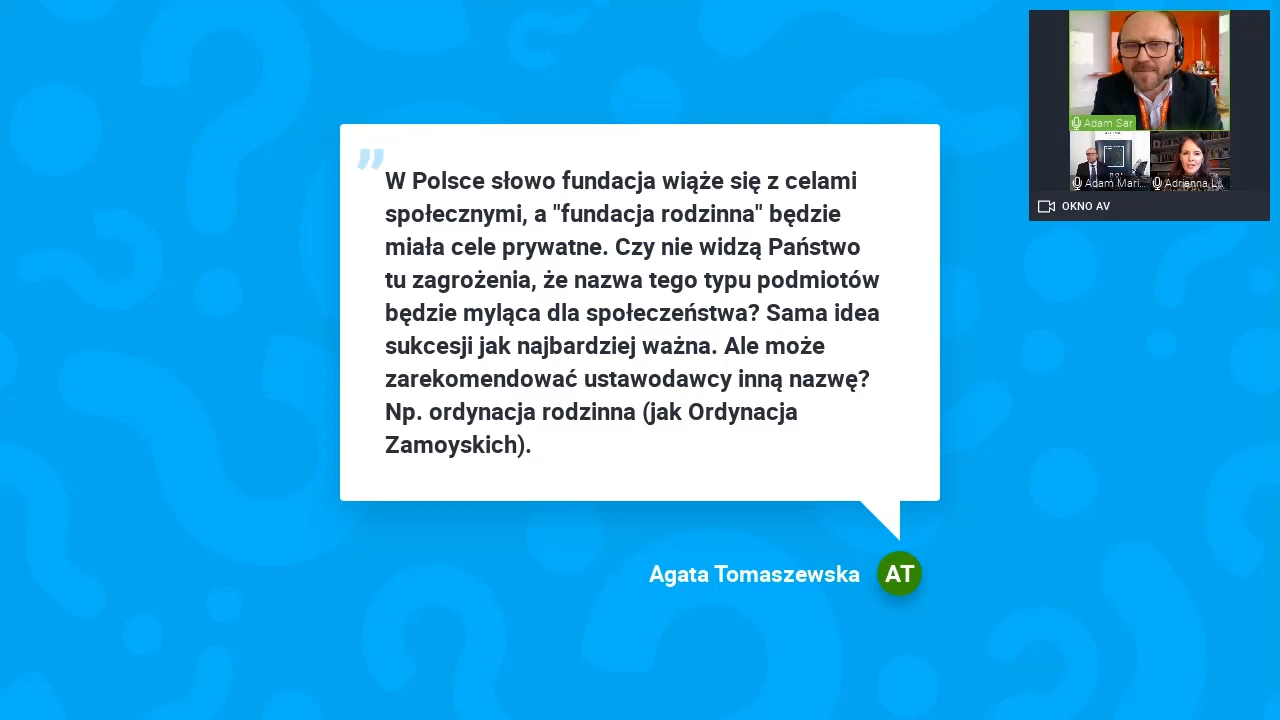 ”
W Polsce słowo fundacja wiąże się z celami
społecznymi, a "fundacja rodzinna" będzie
miała cele prywatne. Czy nie widzą Państwo
tu zagrożenia, że nazwa tego typu podmiotów
będzie myląca dla społeczeństwa? Sama idea
sukcesji jak najbardziej ważna. Ale może
zarekomendować ustawodawcy inną nazwę?
Np. ordynacja rodzinna (jak Ordynacja
Zamoyskich).
Agata Tomaszewska
AT
Adam Sar
Adam Mari...
Adrianna L...
OKNO AV